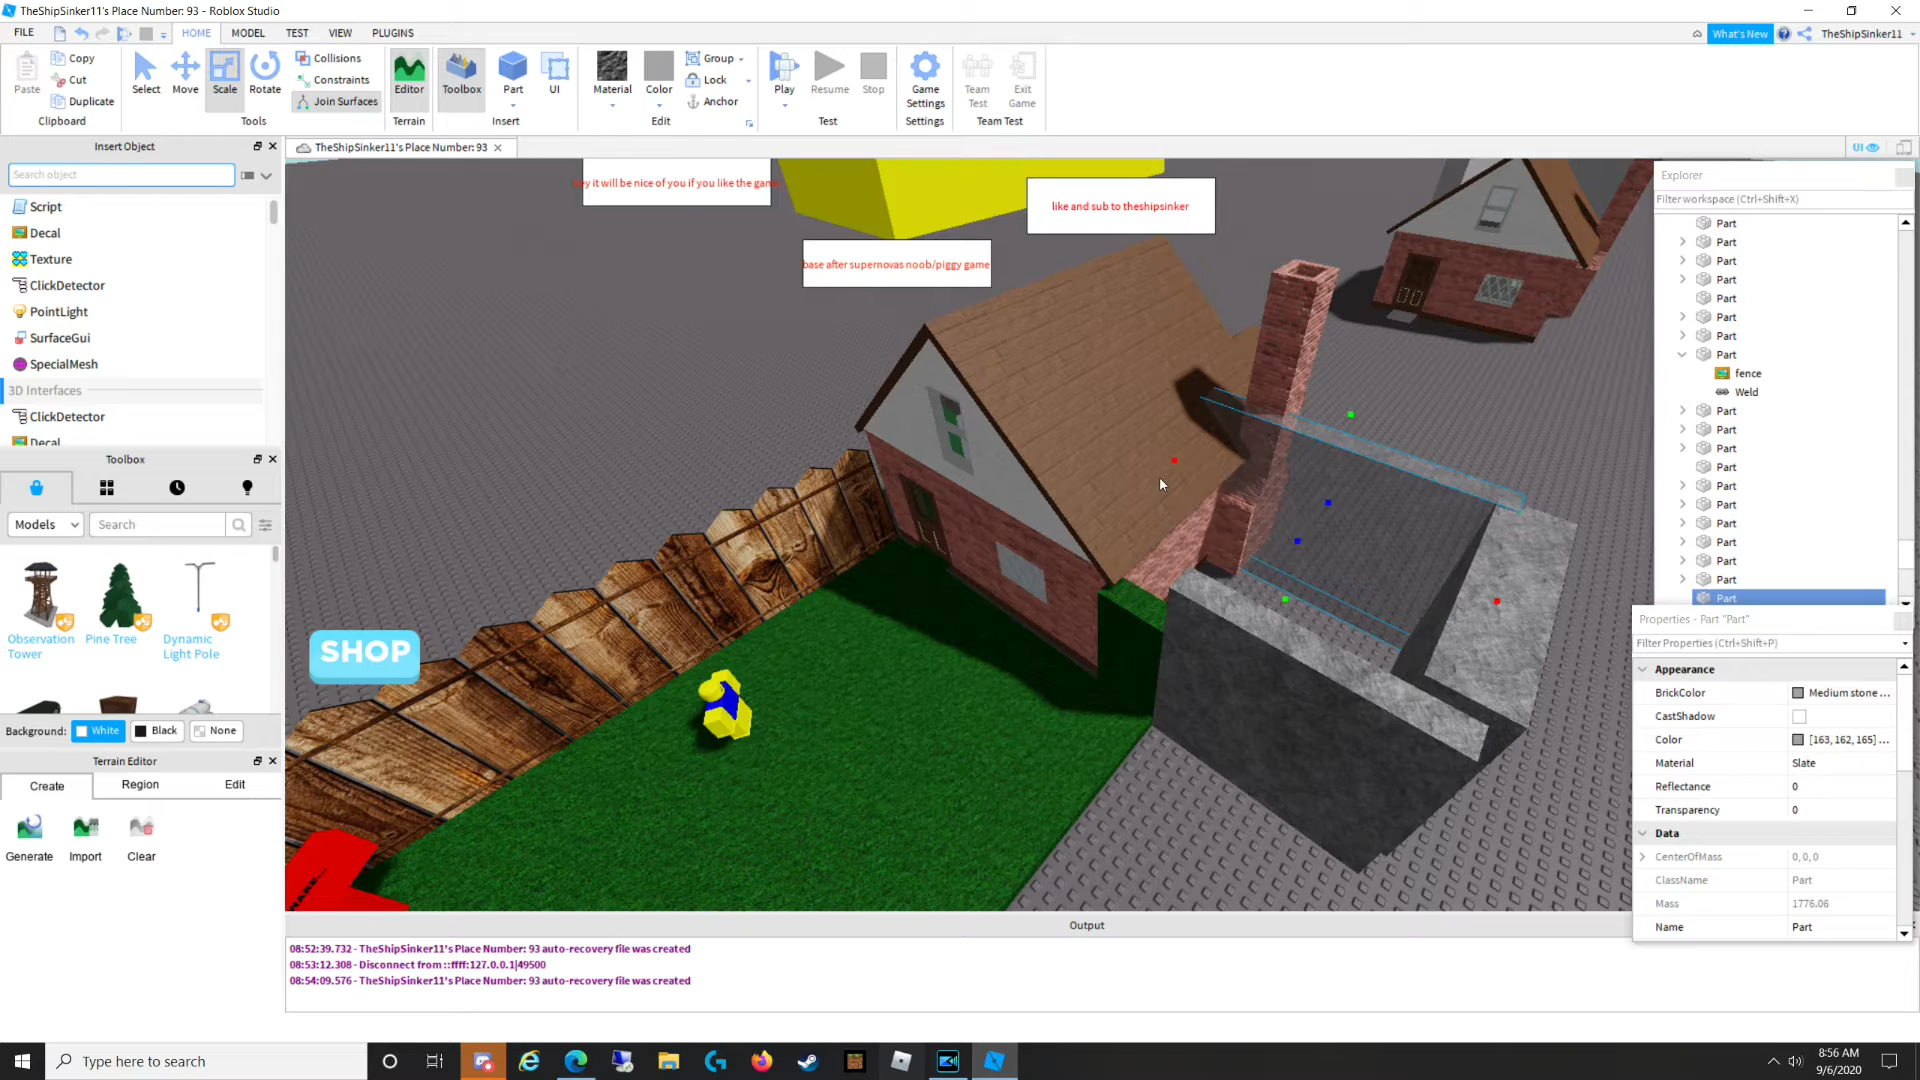 TheShipSinker11's Place Number: 93 - Roblox Studio
FILE
HOME
MODEL
TEST
VIEW
PLUGINS
What's New
TheShipSinker11
Paste
Copy
Cut
Duplicate
Clipboard
Select
Move
Scale
Rotate
Collisions
Constraints
Join Surfaces
Tools
Editor
Terrain
Toolbox
Part
UI
Insert
Material
Color
Group
Lock
Anchor
Edit
Play
Resume
Stop
Test
Game
Settings
Settings
Team
Test
Exit
Game
Team Test
Insert Object
Search object
Script
Decal
Texture
ClickDetector
PointLight
SurfaceGui
SpecialMesh
3D Interfaces
ClickDetector
Decal
Toolbox
Models
Search
Observation
Tower
Pine Tree
Dynamic
Light Pole
Background:
White
Black
None
Terrain Editor
Create
Region
Edit
Generate
Import
Clear
TheShipSinker11's Place Number: 93
UI
ey it will be nice of you if you like the game
like and sub to theshipsinker
base after supernovas noob/piggy game
SHOP
Output
08:52:39.732 - TheShipSinker11's Place Number: 93 auto-recovery file was created
08:53:12.308 - Disconnect from ::ffff:127.0.0.1|49500
08:54:09.576 - TheShipSinker11's Place Number: 93 auto-recovery file was created
Explorer
Filter workspace (Ctrl+Shift+X)
Part
Part
Part
Part
Part
Part
Part
Part
fence
Weld
Part
Part
Part
Part
Part
Part
Part
Part
Part
Part
Part
Properties - Part "Part"
Filter Properties (Ctrl+Shift+P)
Appearance
BrickColor
Medium stone ...
CastShadow
Color
[163, 162, 165] ...
Material
Slate
Reflectance
0
Transparency
0
Data
CenterOfMass
0, 0, 0
ClassName
Part
Mass
1776.06
Name
Part
Type here to search
8:56 AM
9/6/2020